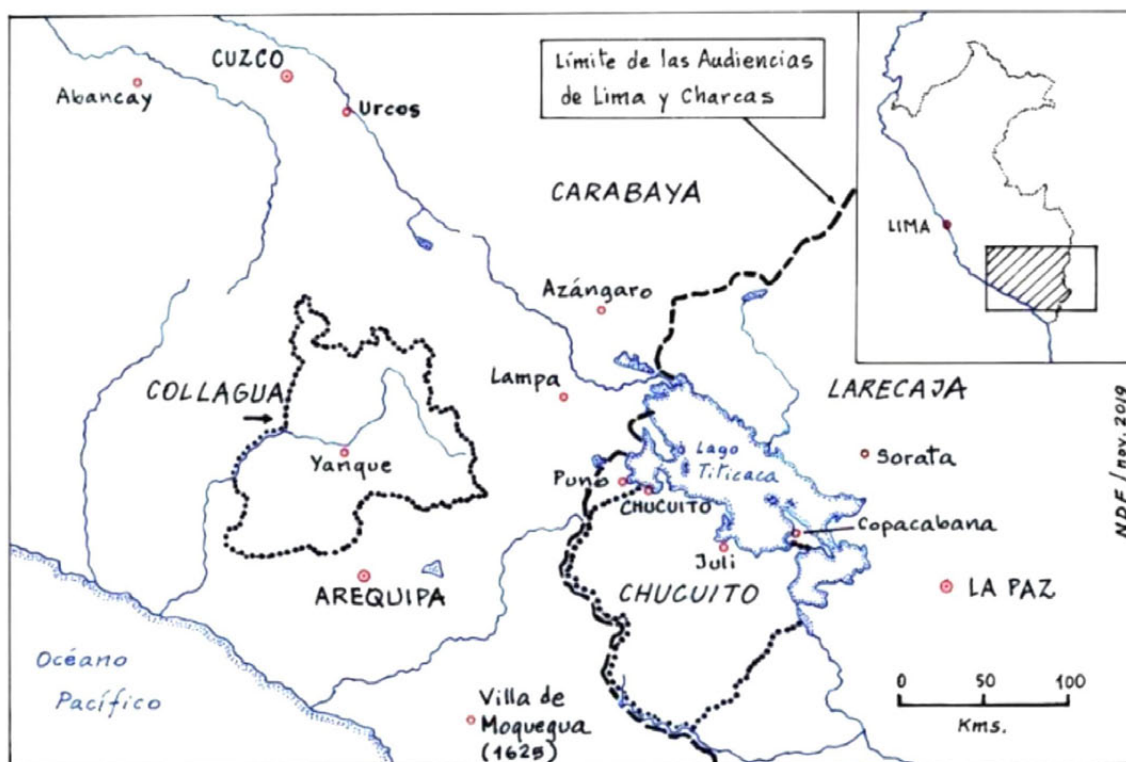 CUZCO
Abancay
Urcos
Límite de las Audiencias
de Lima y Charcas
CARABAYA
LIMA
Azángaro
COLLAGUA
Lampa
LARECAJA
Yanque
Lago
Titicaca
Sorata
Puno
CHUCUITO
Copacabana
Juli
AREQUIPA
CHUCUITO
LA PAZ
Océano
Pacífico
Villa de
Moquegua
(1625)
0 50 100
Kms.
NDF/nov. 2019